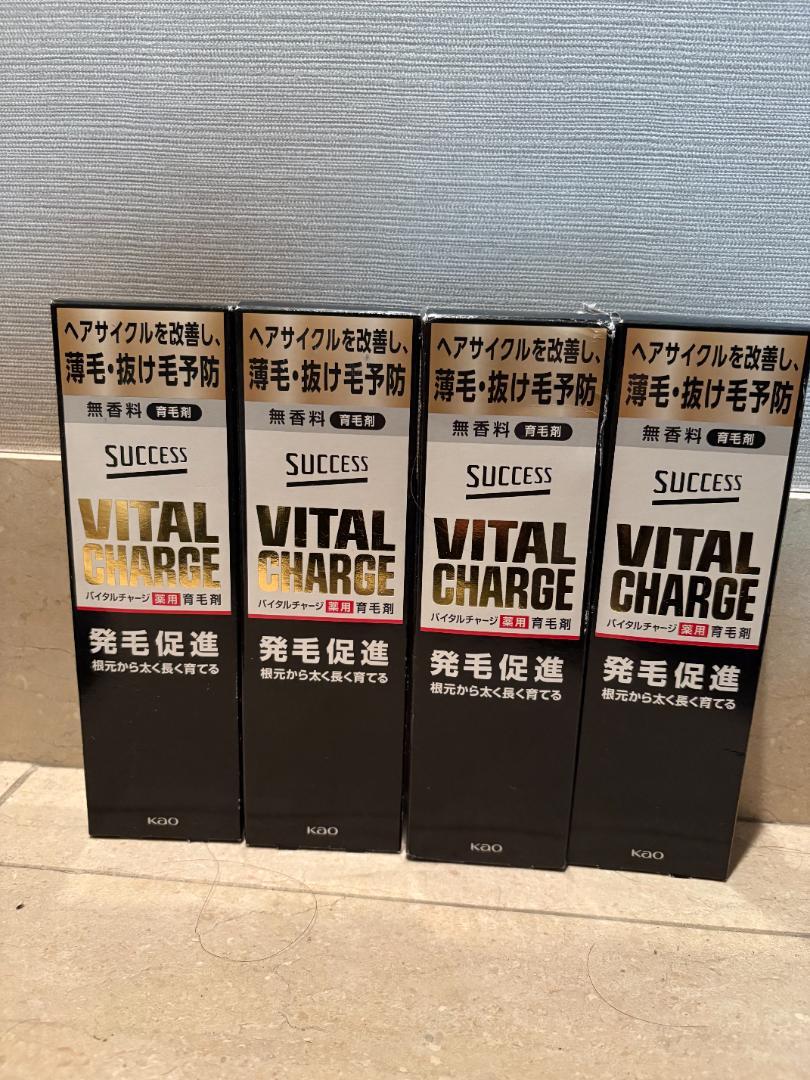 ヘアサイクルを改善し、
薄毛・抜け毛予防
無香料 育毛剤
SUCCESS
VITAL
CHARGE
バイタルチャージ 薬用 育毛剤
発毛促進
根元から太く長く育てる
Kao
ヘアサイクルを改善し、
薄毛・抜け毛予防
無香料 育毛剤
SUCCESS
VITAL
CHARGE
バイタルチャージ 薬用 育毛剤
発毛促進
根元から太く長く育てる
Kao
ヘアサイクルを改善し、
薄毛・抜け毛予防
無香料 育毛剤
SUCCESS
VITAL
CHARGE
バイタルチャージ 薬用 育毛剤
発毛促進
根元から太く長く育てる
Kao
ヘアサイクルを改善し、
薄毛・抜け毛予防
無香料 育毛剤
SUCCESS
VITAL
CHARGE
バイタルチャージ 薬用 育毛剤
発毛促進
根元から太く長く育てる
Kao